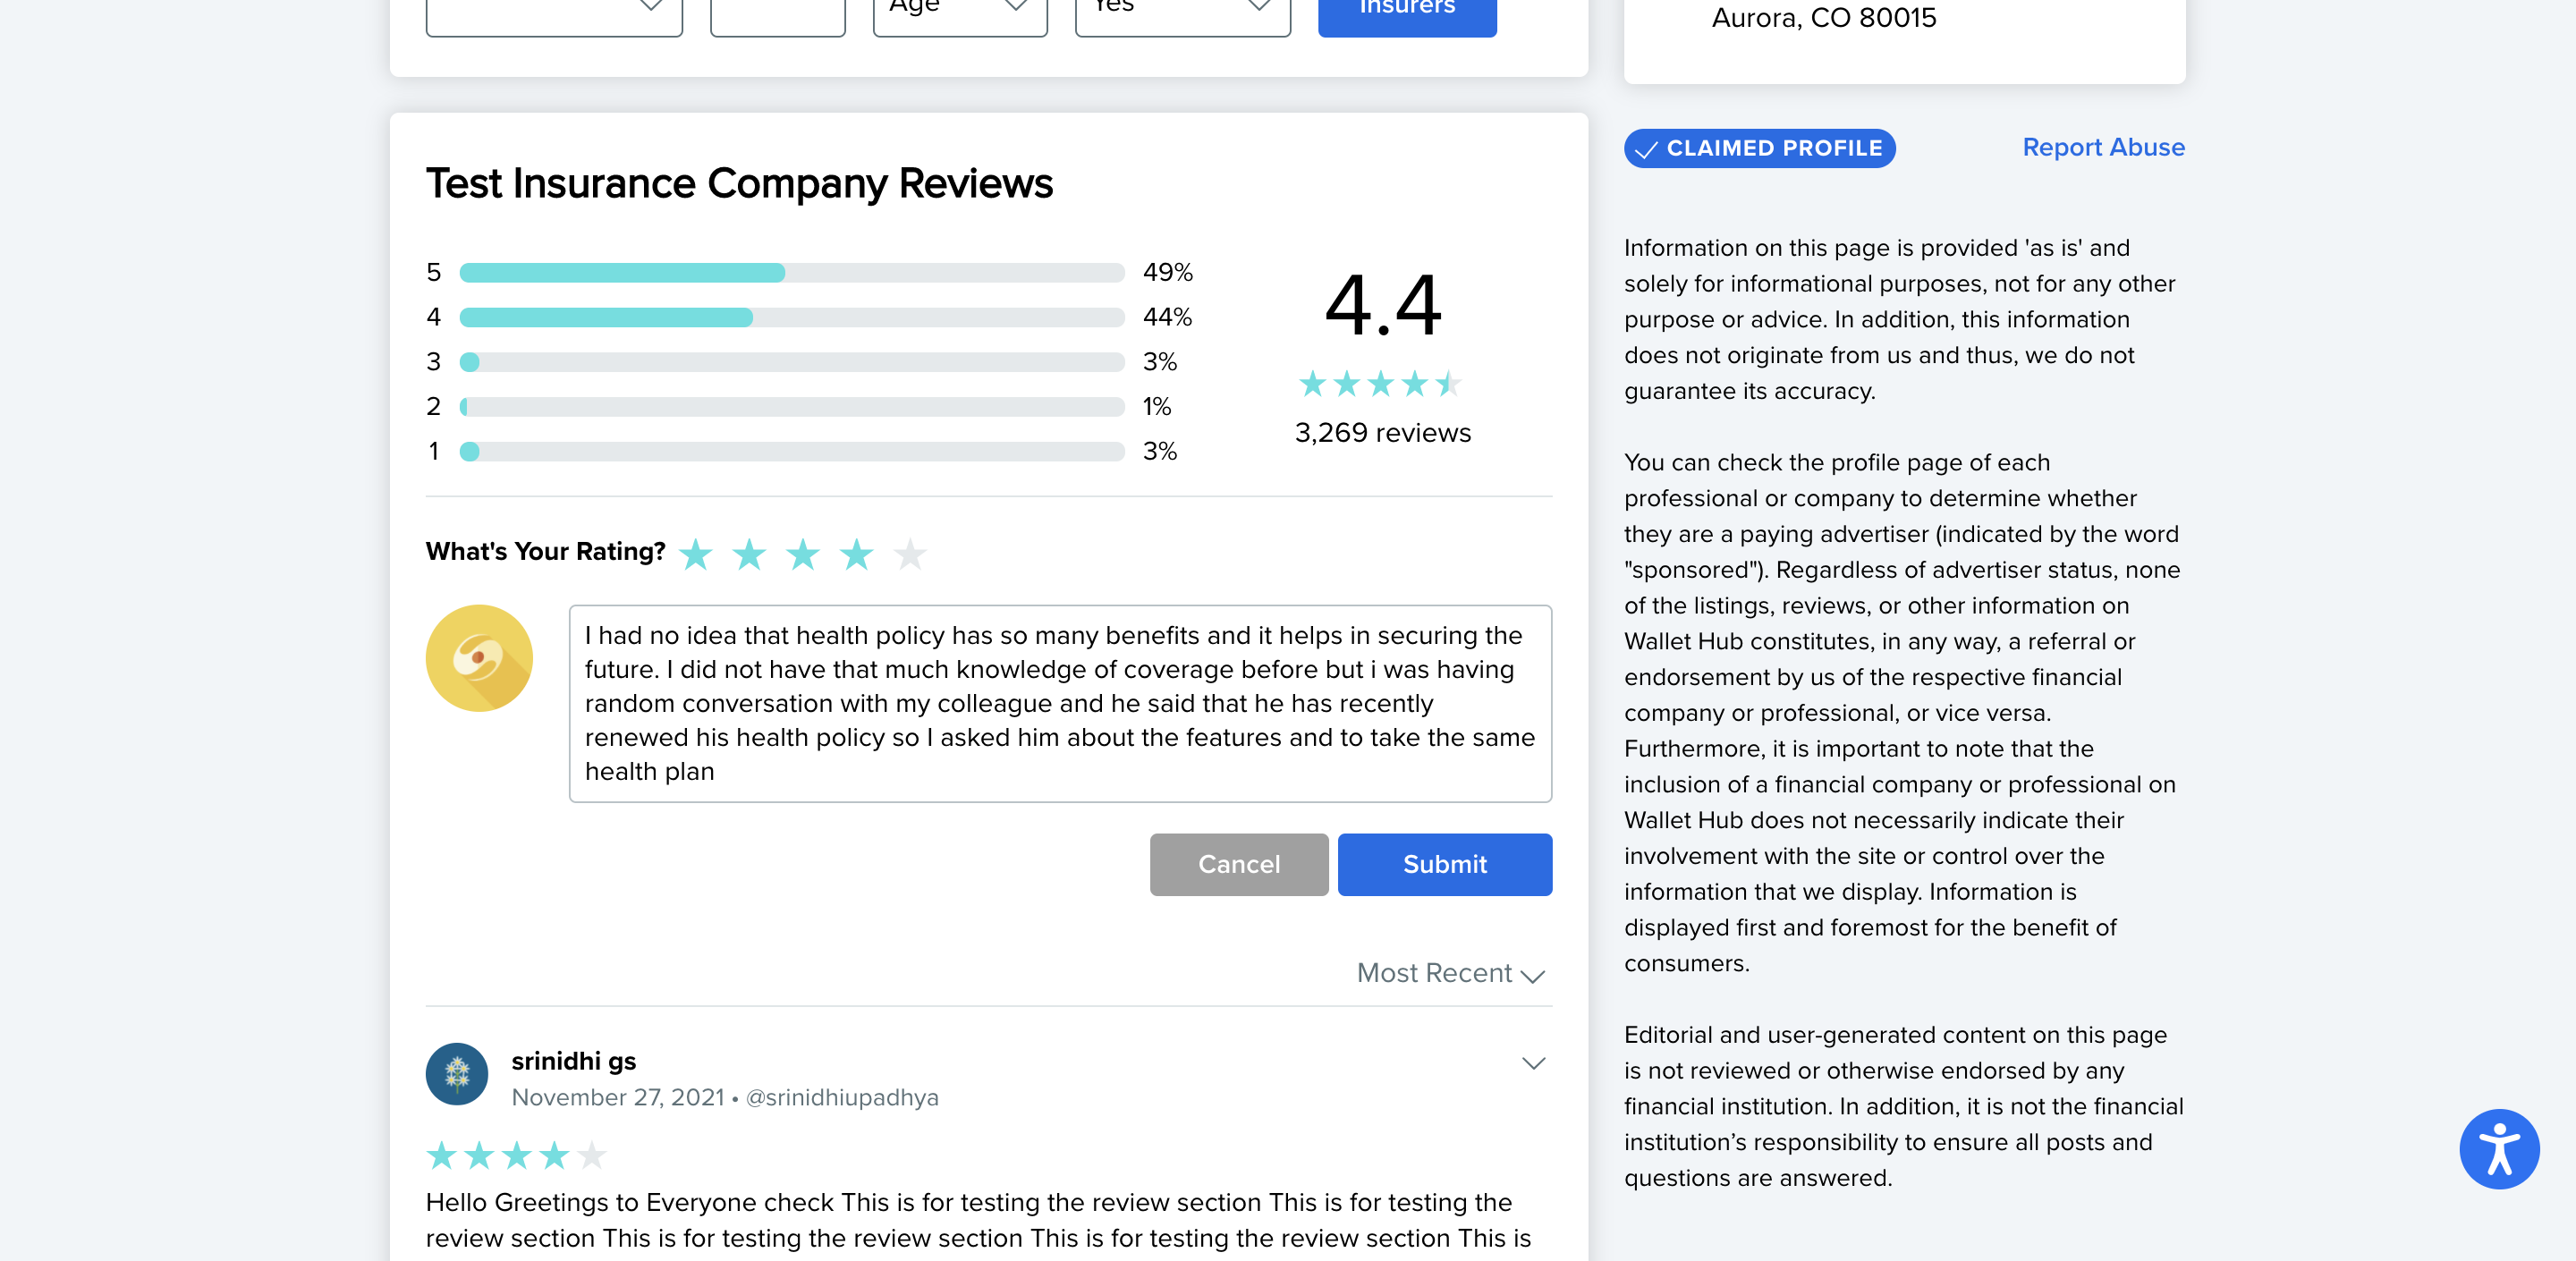 Age
Yes
Insurers
Aurora, CO 80015
CLAIMED PROFILE
Report Abuse
Test Insurance Company Reviews
5 49%
4 44%
3 3%
2 1%
1 3%
4.4
3,269 reviews
What's Your Rating?
I had no idea that health policy has so many benefits and it helps in securing the
future. I did not have that much knowledge of coverage before but i was having
random conversation with my colleague and he said that he has recently
renewed his health policy so I asked him about the features and to take the same
health plan
Cancel
Submit
Most Recent
srinidhi gs
November 27, 2021 • @srinidhiupadhya
Hello Greetings to Everyone check This is for testing the review section This is for testing the
review section This is for testing the review section This is for testing the review section This is
Information on this page is provided 'as is' and
solely for informational purposes, not for any other
purpose or advice. In addition, this information
does not originate from us and thus, we do not
guarantee its accuracy.
You can check the profile page of each
professional or company to determine whether
they are a paying advertiser (indicated by the word
"sponsored"). Regardless of advertiser status, none
of the listings, reviews, or other information on
Wallet Hub constitutes, in any way, a referral or
endorsement by us of the respective financial
company or professional, or vice versa.
Furthermore, it is important to note that the
inclusion of a financial company or professional on
Wallet Hub does not necessarily indicate their
involvement with the site or control over the
information that we display. Information is
displayed first and foremost for the benefit of
consumers.
Editorial and user-generated content on this page
is not reviewed or otherwise endorsed by any
financial institution. In addition, it is not the financial
institution’s responsibility to ensure all posts and
questions are answered.